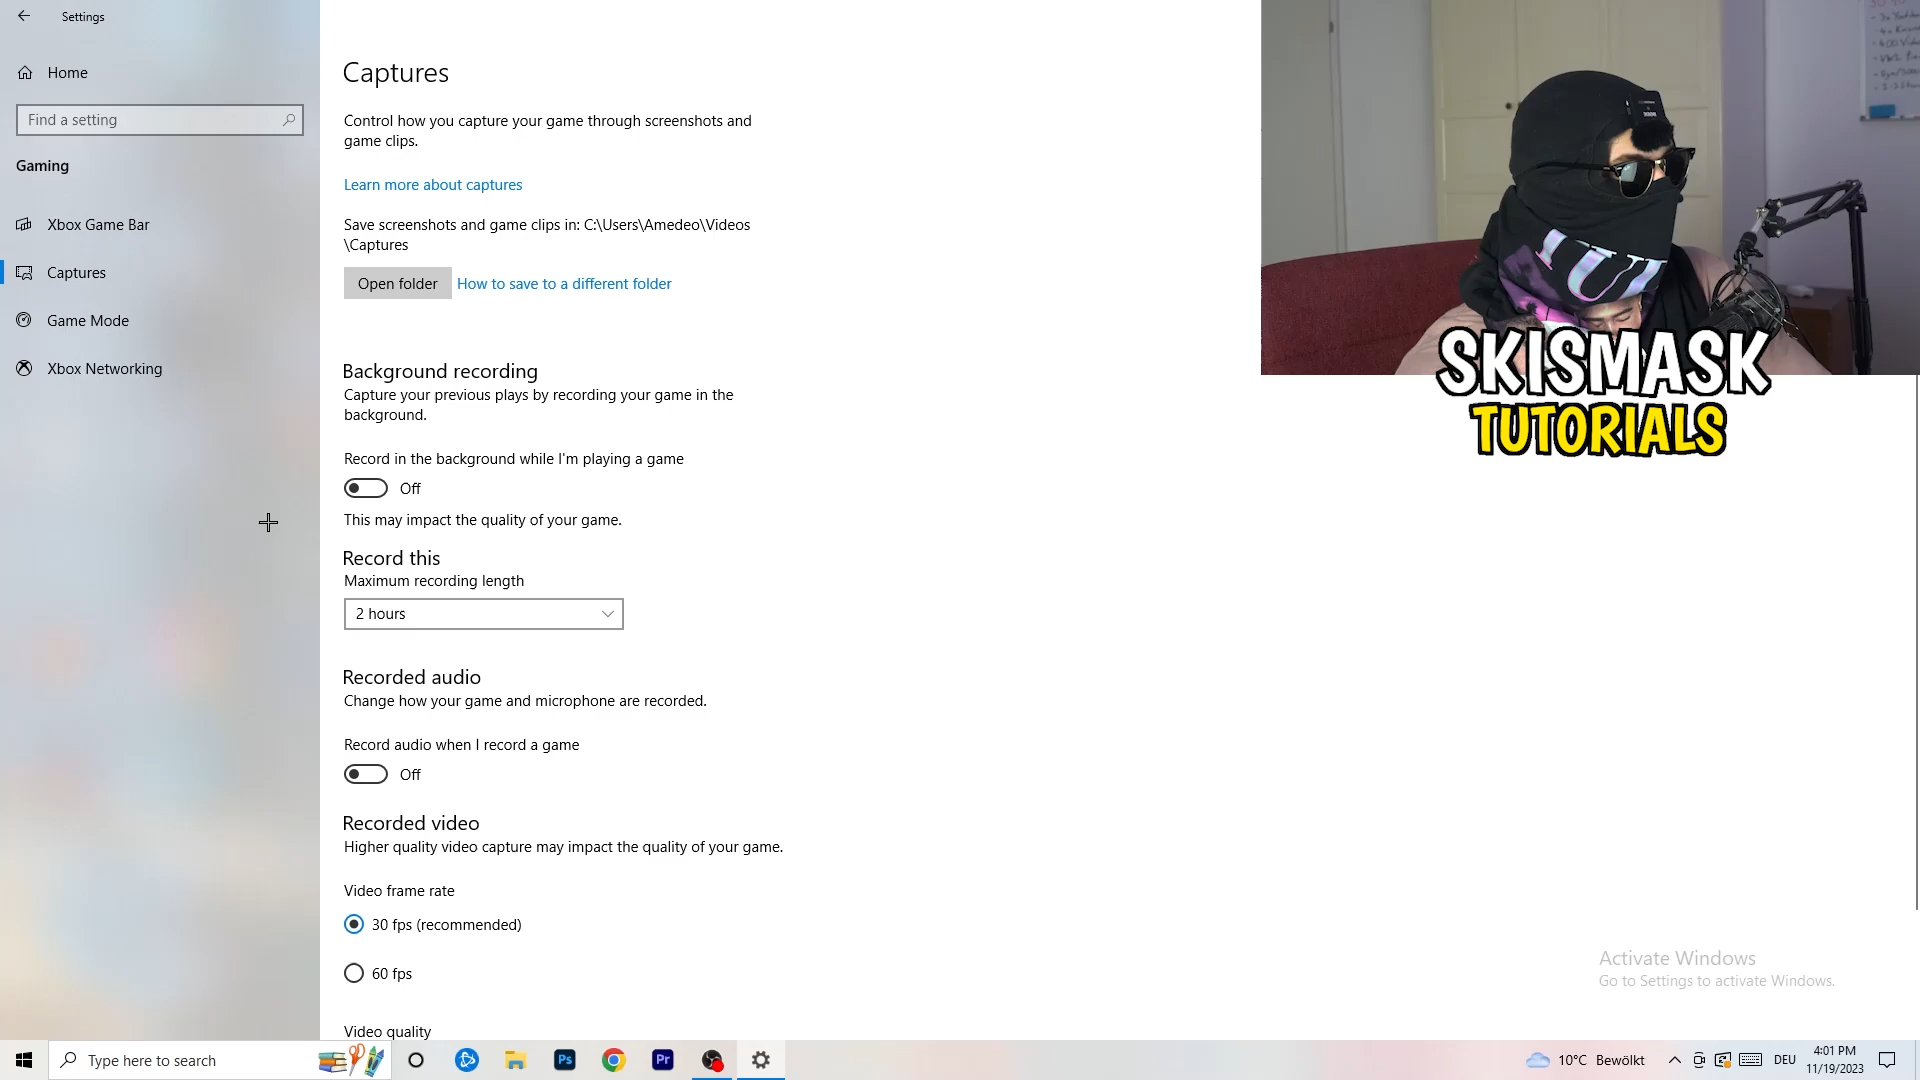 Settings
Home
Find a setting
Gaming
Xbox Game Bar
Captures
Game Mode
Xbox Networking
Captures
Control how you capture your game through screenshots and
game clips.
Learn more about captures
Save screenshots and game clips in: C:\Users\Amedeo\Videos
\Captures
Open folder
How to save to a different folder
Background recording
Capture your previous plays by recording your game in the
background.
Record in the background while I'm playing a game
Off
This may impact the quality of your game.
Record this
Maximum recording length
2 hours
Recorded audio
Change how your game and microphone are recorded.
Record audio when I record a game
Off
Recorded video
Higher quality video capture may impact the quality of your game.
Video frame rate
30 fps (recommended)
60 fps
Video quality
SKISMASK
TUTORIALS
Activate Windows
Go to Settings to activate Windows.
Type here to search
Ps
Pr
10°C Bewölkt
DEU
4:01 PM
11/19/2023